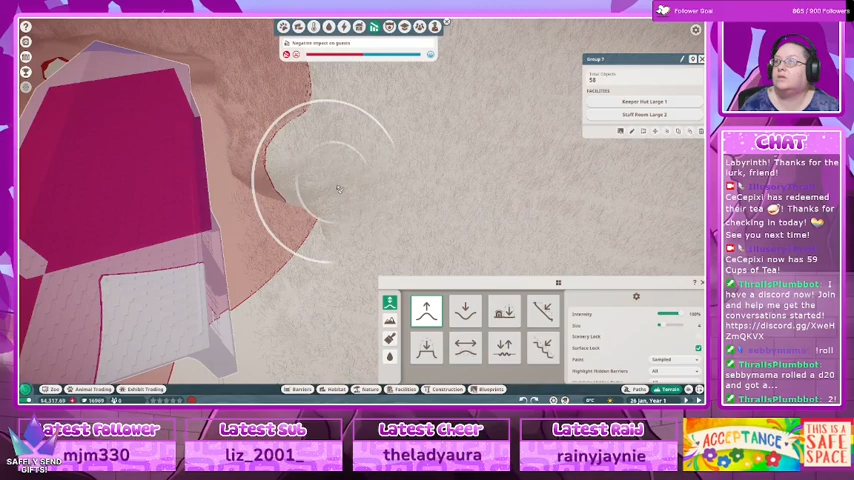 Follower Goal
865 / 900 Followers
Negative impact on guests
Group 7
Total Objects
58
FACILITIES
Keeper Hut Large 1
Staff Room Large 2
CHAT
Labyrinth! Thanks for
the lurk, friend!
CeCepixi has redeemed
their tea! Thanks for
checking in today!
See you next time!
CeCepixi now has 59
Cups of Tea!
ThrallsPlumbbot: I
have a discord now! Join
and help me get the
conversations started!
https://discord.gg/XweH
ZmQKVX
sebbymama: !roll
ThrallsPlumbbot:
sebbymama rolled a d20
and got a...
ThrallsPlumbbot: 2!
Intensity
100%
Size
4
Scenery Lock
Surface Lock
Paint
Sampled
Highlight Hidden Barriers
All
Zoo
Animal Trading
Exhibit Trading
Barriers
Habitat
Nature
Facilities
Construction
Blueprints
Paths
Terrain
26 Jan, Year 1
Latest Follower
Latest Sub
Latest Cheer
Latest Raid
mjm330
liz_2001_
theladyaura
rainyjaynie
SAFELY SEND
GIFTS!
ACCEPTANCE
THIS IS A
SAFE
SPACE